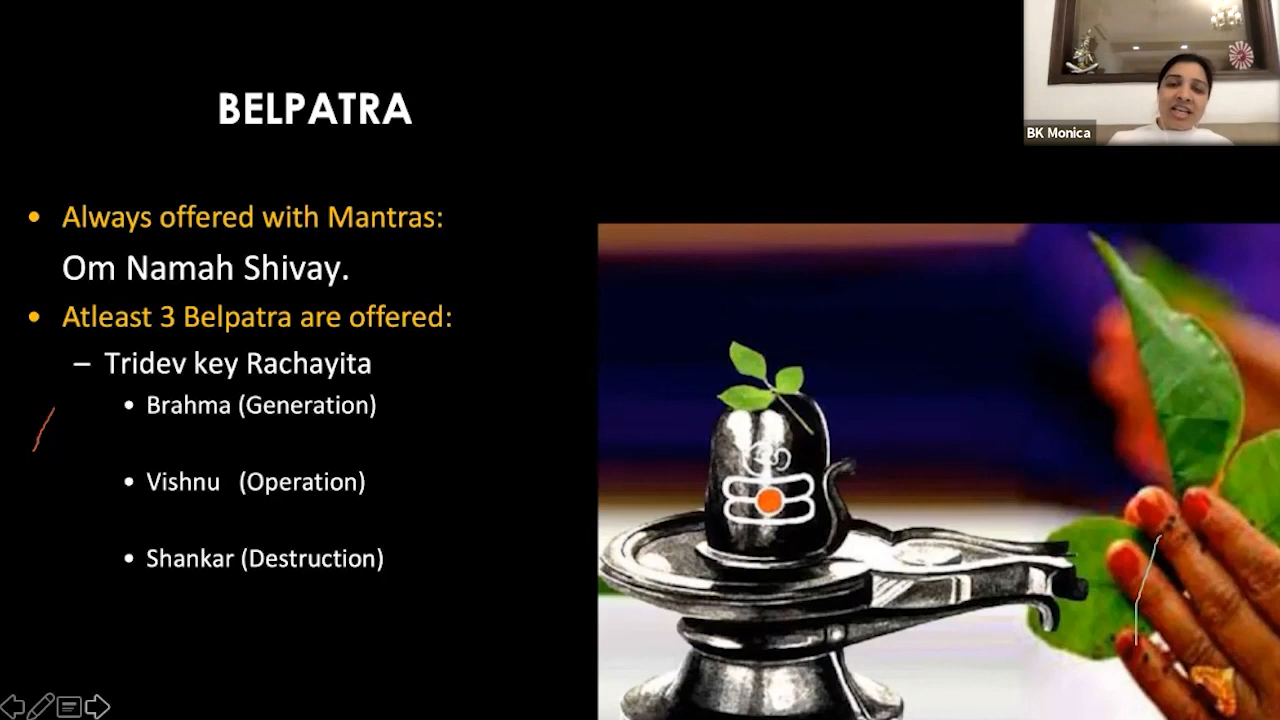 BK Monica
BELPATRA
• Always offered with Mantras:
Om Namah Shivay.
• Atleast 3 Belpatra are offered:
– Tridev key Rachayita
• Brahma (Generation)
• Vishnu (Operation)
• Shankar (Destruction)
ॐ